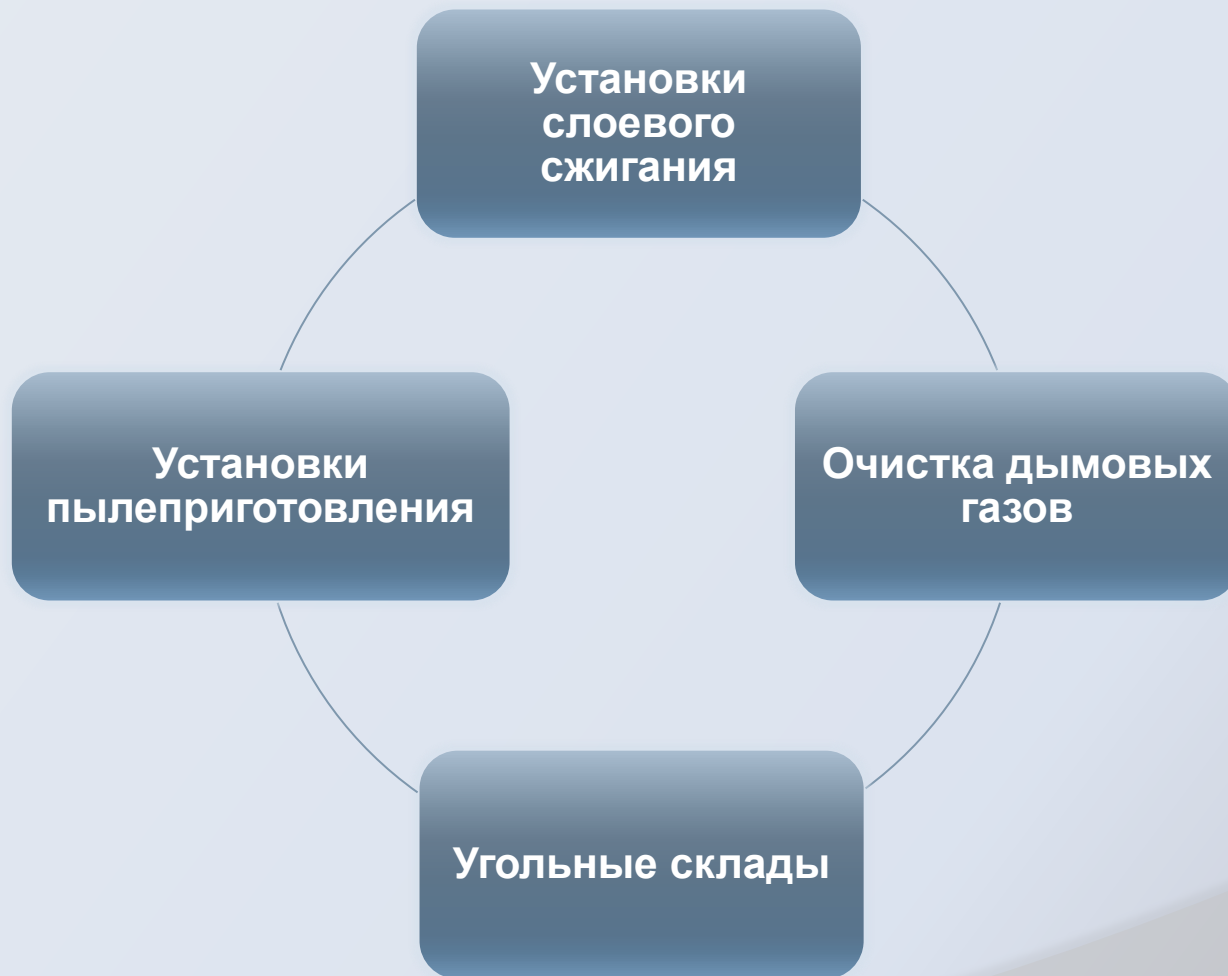 Установки
слоевого
сжигания
Установки
пылеприготовления
Очистка дымовых
газов
Угольные склады